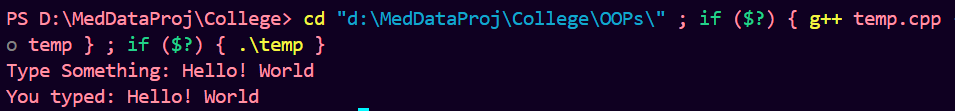 PS D:\MedDataProj\College> cd "d:\MedDataProj\College\OOPs\" ; if ($?) { g++ temp.cpp
o temp } ; if ($?) { .\temp }
Type Something: Hello! World
You typed: Hello! World